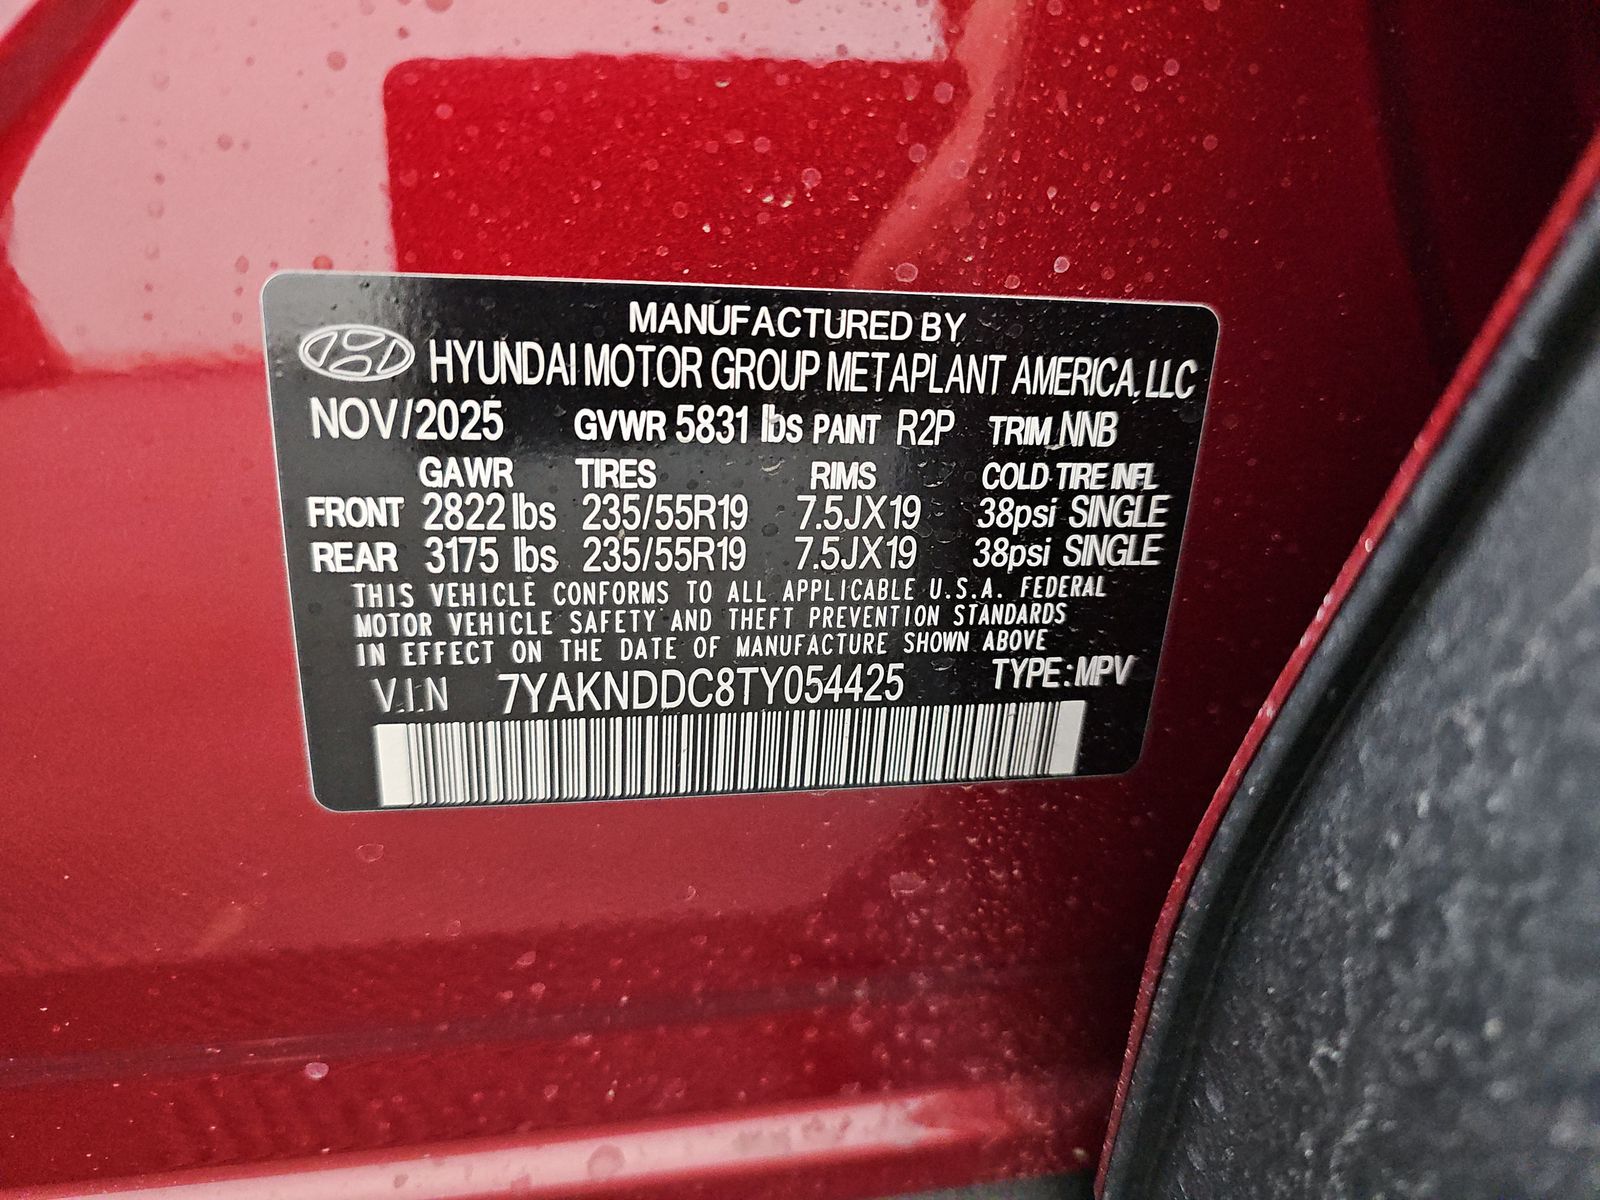 MANUFACTURED BY
HYUNDAI MOTOR GROUP METAPLANT AMERICA, LLC
NOV/2025 GVWR 5831 lbs PAINT R2P TRIM NNB
GAWR TIRES RIMS COLD TIRE INFL
FRONT 2822 lbs 235/55R19 7.5JX19 38psi SINGLE
REAR 3175 lbs 235/55R19 7.5JX19 38psi SINGLE
THIS VEHICLE CONFORMS TO ALL APPLICABLE U.S.A. FEDERAL
MOTOR VEHICLE SAFETY AND THEFT PREVENTION STANDARDS
IN EFFECT ON THE DATE OF MANUFACTURE SHOWN ABOVE
V.I.N 7YAKNDDC8TY054425 TYPE: MPV